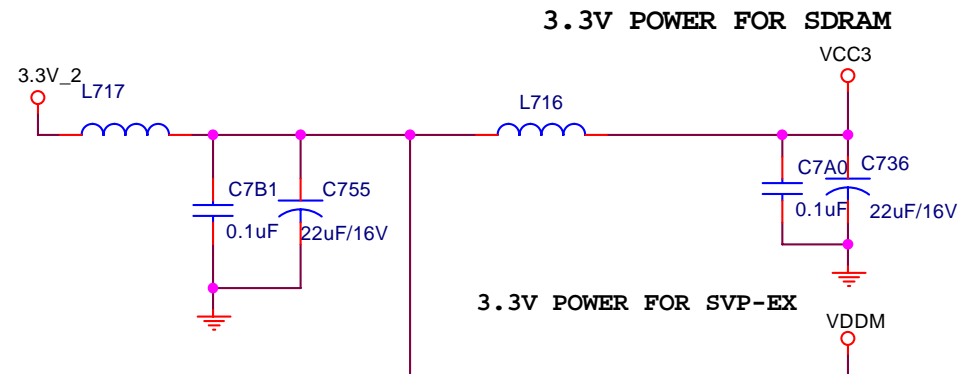 3.3V POWER FOR SDRAM
VCC3
3.3V_2
L717
L716
C7B1
C755
0.1uF
22uF/16V
C7A0
C736
0.1uF
22uF/16V
3.3V POWER FOR SVP-EX
VDDM